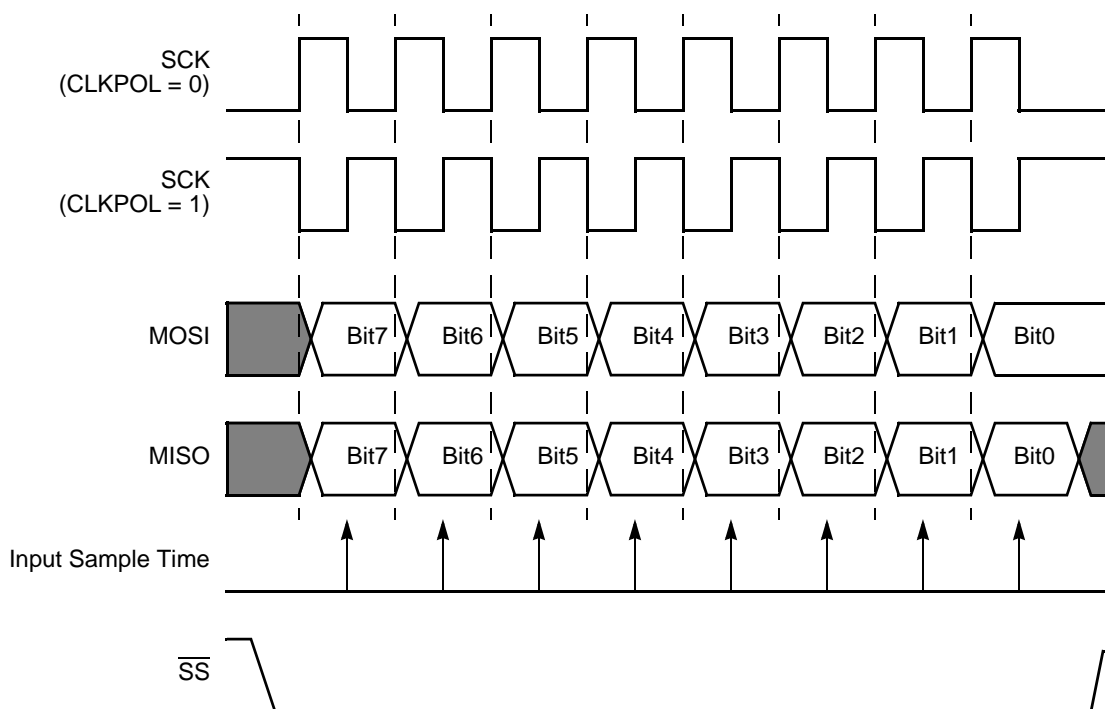 SCK
(CLKPOL = 0)
SCK
(CLKPOL = 1)
MOSI
Bit7 Bit6 Bit5 Bit4 Bit3 Bit2 Bit1 Bit0
MISO
Bit7 Bit6 Bit5 Bit4 Bit3 Bit2 Bit1 Bit0
Input Sample Time
SS